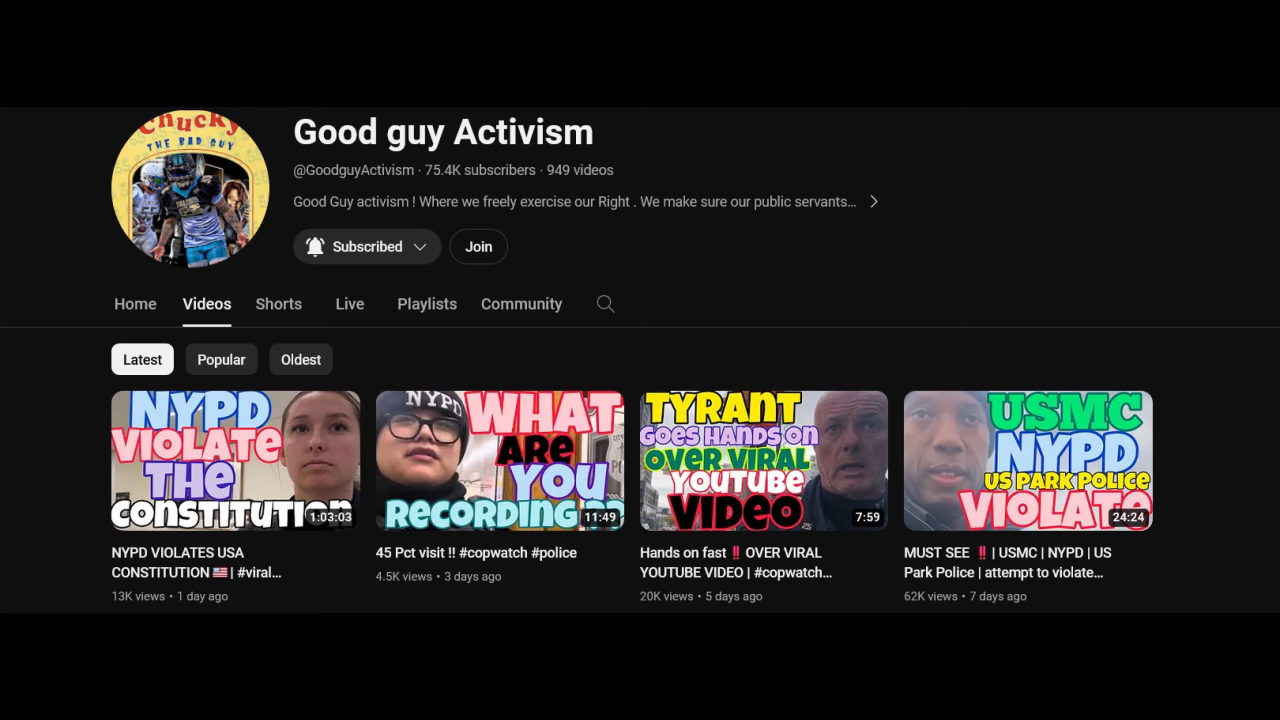 Chucky
THE BAD GUY
Good guy Activism
@GoodguyActivism · 75.4K subscribers · 949 videos
Good Guy activism ! Where we freely exercise our Right . We make sure our public servants...
Subscribed
Join
Home Videos Shorts Live Playlists Community
Latest Popular Oldest
NYPD
VIOLATE
THE
CONSTITUTION
1:03:03
NYPD
WHAT
ARE
YOU
RECORDING
11:49
TYRANT
GOES HANDS ON
OVER VIRAL
YOUTUBE
VIDEO
7:59
USMC
NYPD
US PARK POLICE
VIOLATE
24:24
NYPD VIOLATES USA
CONSTITUTION 🇺🇸 | #viral...
13K views • 1 day ago
45 Pct visit !! #copwatch #police
4.5K views • 3 days ago
Hands on fast ‼️ OVER VIRAL
YOUTUBE VIDEO | #copwatch...
20K views • 5 days ago
MUST SEE ‼️ | USMC | NYPD | US
Park Police | attempt to violate...
62K views • 7 days ago